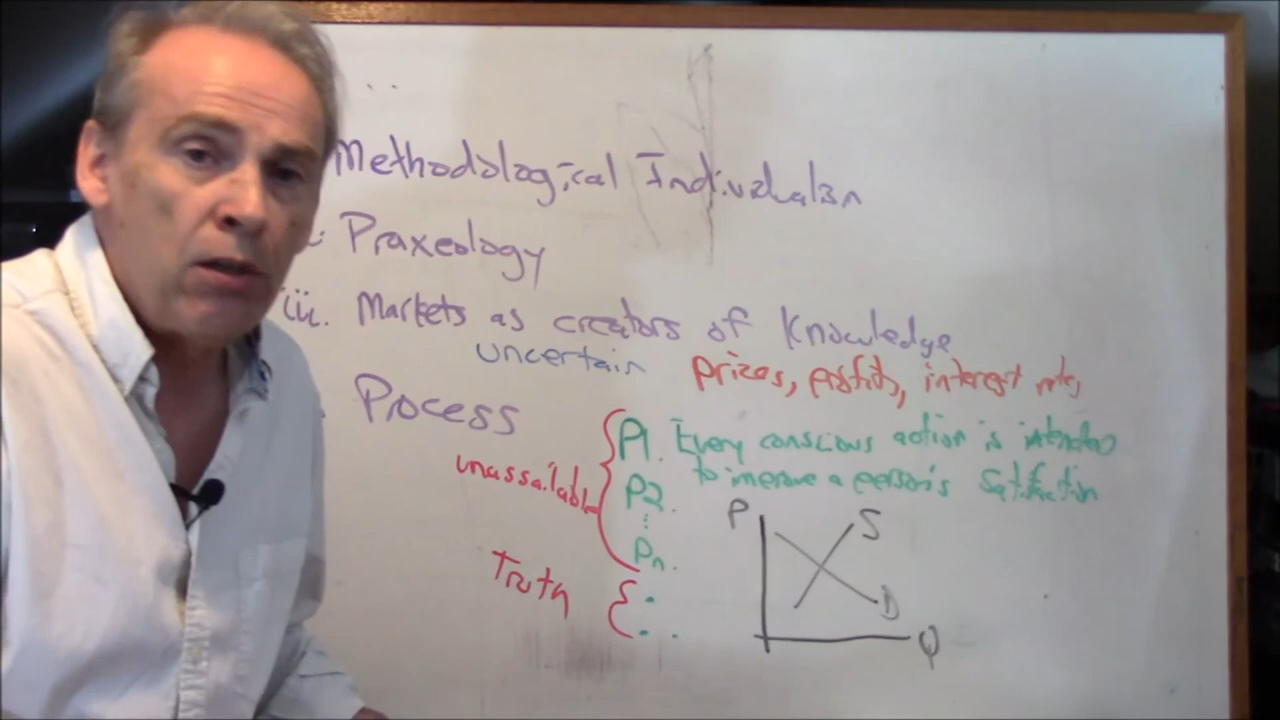 ...
Methodological Individualism
Praxeology
iii. Markets as creators of Knowledge
uncertain
prizes, profits, interest rates
Process
P1. Every conscious action is intended
to improve a person's satisfaction
unassailable
P2.
Pn.
Truth
P
S
D
Q